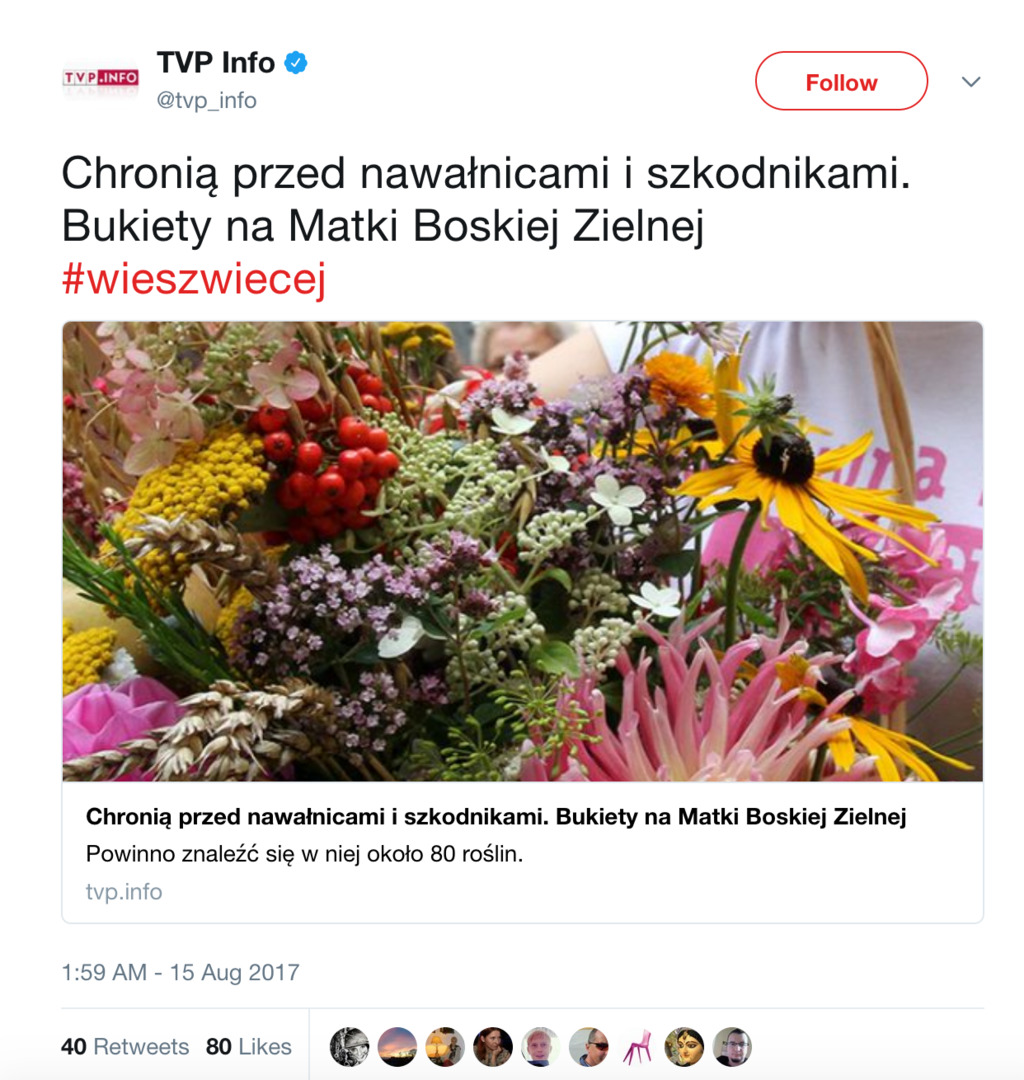 TVP.INFO
TVP Info
@tvp_info
Follow
Chronią przed nawałnicami i szkodnikami.
Bukiety na Matki Boskiej Zielnej
#wieszwiecej
Chronią przed nawałnicami i szkodnikami. Bukiety na Matki Boskiej Zielnej
Powinno znaleźć się w niej około 80 roślin.
tvp.info
1:59 AM - 15 Aug 2017
40 Retweets 80 Likes